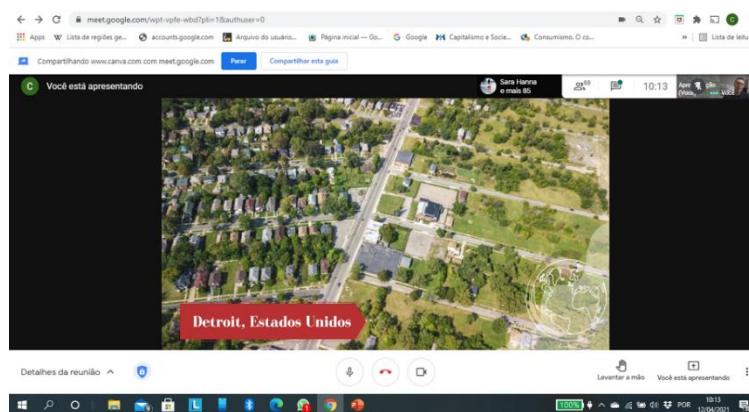 meet.google.com/wpt-vpfe-wbd?pli=1&authuser=0
Apps
Lista de regiões ge...
accounts.google.com
Arquivo do usuário...
Página inicial — Go...
Google
Capitalismo e Socie...
Consumismo. O co...
»
Lista de leitu
Compartilhando www.canva.com com meet.google.com
Parar
Compartilhar esta guia
C
Você está apresentando
Sara Hanna
e mais 85
10:13
Você
Detroit, Estados Unidos
Detalhes da reunião
Levantar a mão
Você está apresentando
100%
POR
10:13
12/04/2021